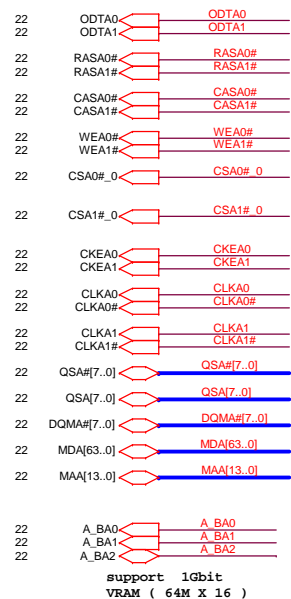 22 ODTA0 ODTA0
22 ODTA1 ODTA1
22 RASA0# RASA0#
22 RASA1# RASA1#
22 CASA0# CASA0#
22 CASA1# CASA1#
22 WEA0# WEA0#
22 WEA1# WEA1#
22 CSA0#_0 CSA0#_0
22 CSA1#_0 CSA1#_0
22 CKEA0 CKEA0
22 CKEA1 CKEA1
22 CLKA0 CLKA0
22 CLKA0# CLKA0#
22 CLKA1 CLKA1
22 CLKA1# CLKA1#
22 QSA#[7..0] QSA#[7..0]
22 QSA[7..0] QSA[7..0]
22 DQMA#[7..0] DQMA#[7..0]
22 MDA[63..0] MDA[63..0]
22 MAA[13..0] MAA[13..0]
22 A_BA0 A_BA0
22 A_BA1 A_BA1
22 A_BA2 A_BA2
support 1Gbit
VRAM ( 64M X 16 )